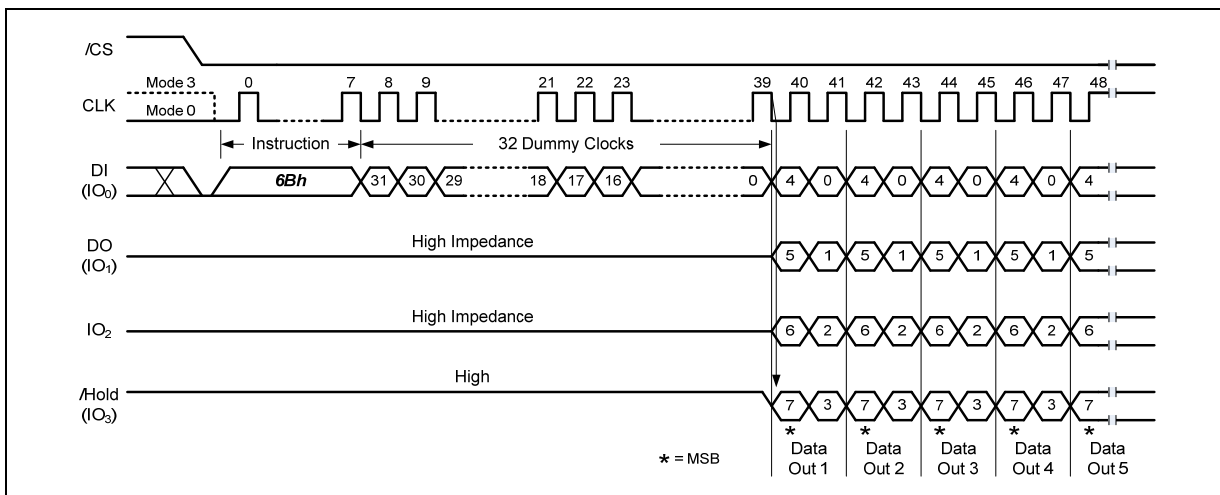 /CS
Mode 3 0 7 8 9 21 22 23 39 40 41 42 43 44 45 46 47 48
CLK
Mode 0
Instruction 32 Dummy Clocks
DI
(IO0) 6Bh 31 30 29 18 17 16 0 4 0 4 0 4 0 4 0 4
High Impedance
DO
(IO1) 5 1 5 1 5 1 5 1 5
High Impedance
IO2 6 2 6 2 6 2 6 2 6
High
/Hold
(IO3) 7 3 7 3 7 3 7 3 7
* * * * *
* = MSB
Data Out 1
Data Out 2
Data Out 3
Data Out 4
Data Out 5